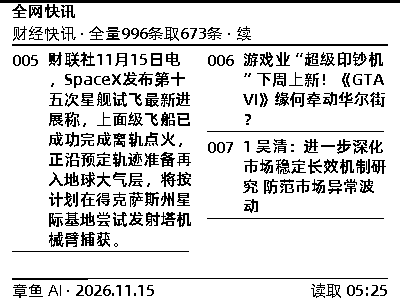 全网快讯
财经快讯 · 全量996条取673条 · 续
005 财联社11月15日电
，SpaceX发布第十
五次星舰试飞最新进
展称，上面级飞船已
成功完成离轨点火，
正沿预定轨迹准备再
入地球大气层，将按
计划在得克萨斯州星
际基地尝试发射塔机
械臂捕获。
006 游戏业“超级印钞机
”下周上新！《GTA
VI》缘何牵动华尔街
？
007 1 吴清：进一步深化
市场稳定长效机制研
究 防范市场异常波
动
章鱼 AI · 2026.11.15
读取 05:25